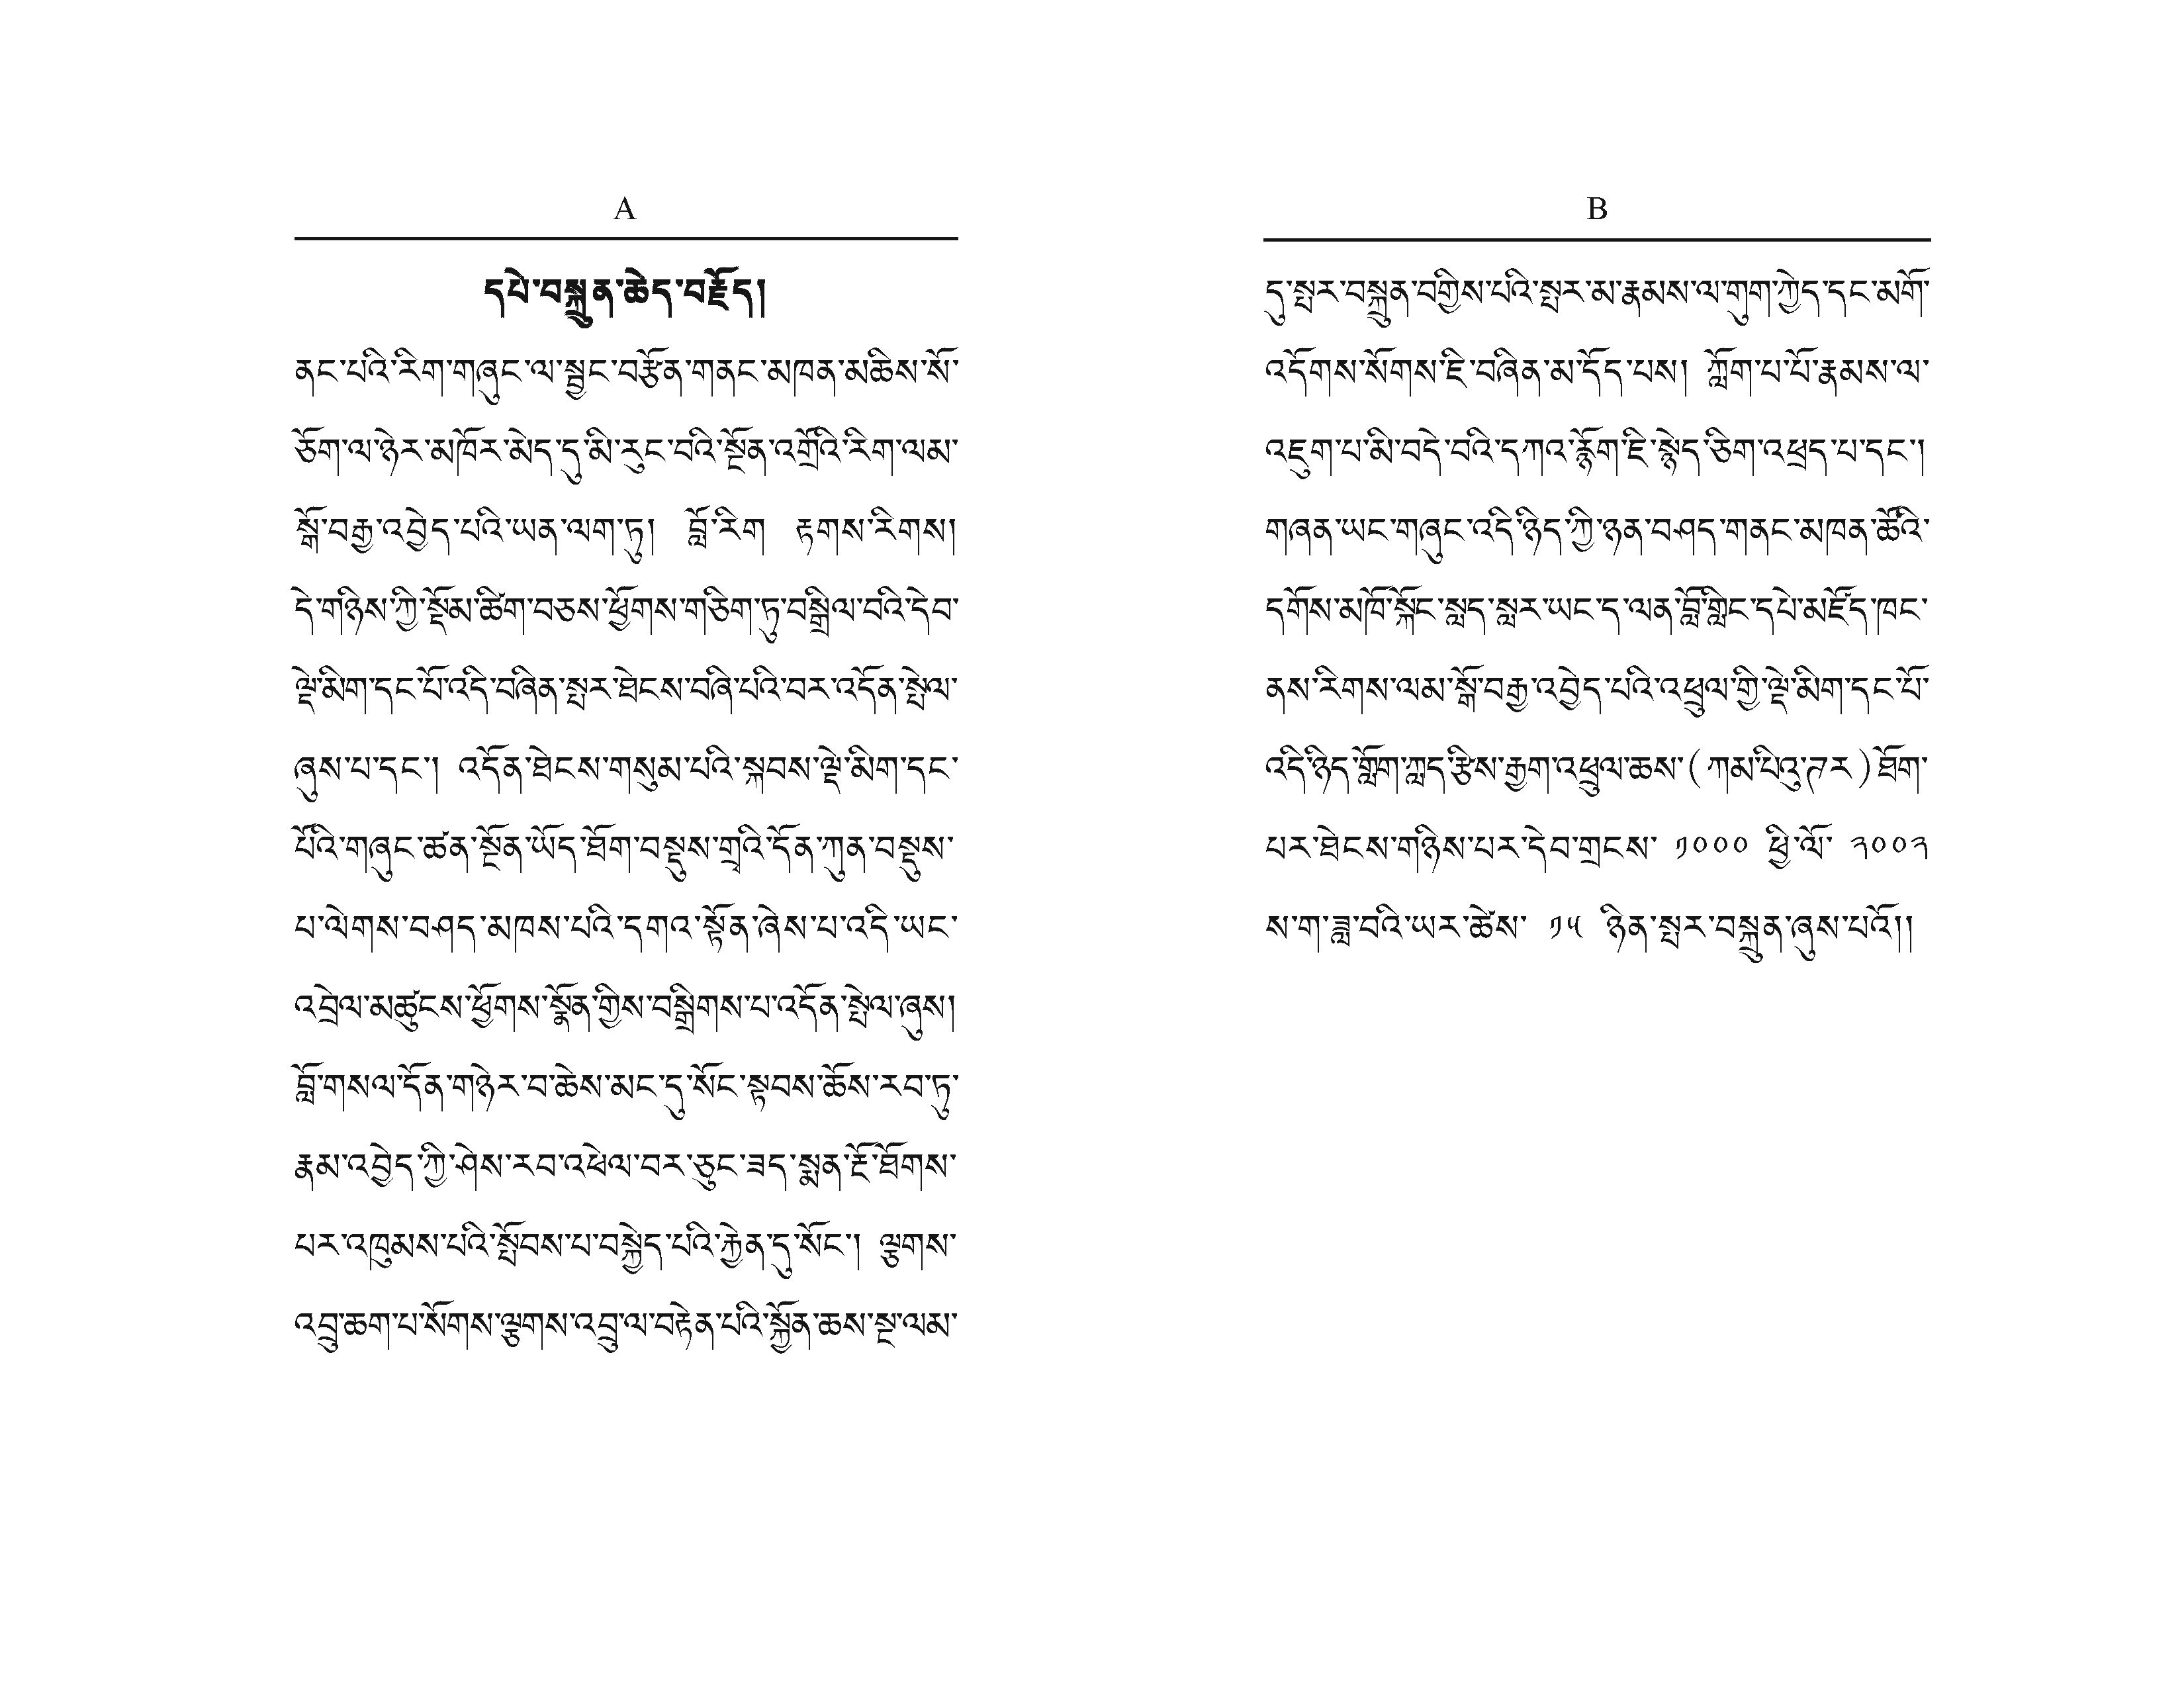 A
དཔེ་བསྐྲུན་ཆེད་བརྗོད།
ནང་པའི་རིག་གཞུང་ལ་སྦྱང་བརྩོན་གནང་མཁན་མཆིས་སོ་
ཅོག་ལ་ཉེར་མཁོར་མེད་དུ་མི་རུང་བའི་སྔོན་འགྲོའི་རིག་ལམ་
སྒོ་བརྒྱ་འབྱེད་པའི་ཡན་ལག་ཏུ། བློ་རིག རྟགས་རིགས།
དེ་གཉིས་ཀྱི་སྡོམ་ཚིག་བཅས་ཕྱོགས་གཅིག་ཏུ་བསྒྲིལ་བའི་དེབ་
ལྡེ་མིག་དང་པོ་འདི་བཞིན་སྤར་ཐེངས་བཞི་པའི་བར་འདོན་སྤེལ་
ཞུས་པ་དང་། འདོན་ཐེངས་གསུམ་པའི་སྐབས་ལྡེ་མིག་དང་
པོའི་གཞུང་ཚན་སྔོན་ཡོད་ཐོག་བསྡུས་གྲྭའི་དོན་ཀུན་བསྡུས་
པ་ལེགས་བཤད་མཁས་པའི་དགའ་སྟོན་ཞེས་པ་འདི་ཡང་
འབྲེལ་མཚུངས་ཕྱོགས་སྣོན་གྱིས་བསྒྲིགས་པ་འདོན་སྤེལ་ཞུས།
བློ་གསལ་དོན་གཉེར་བ་ཆེས་མང་དུ་སོང་སྟབས་ཆོས་རབ་ཏུ་
རྣམ་འབྱེད་ཀྱི་ཤེས་རབ་འཕེལ་བར་ཅུང་ཟད་སྨན་རྔོ་ཐོགས་
པར་འཁུམས་པའི་སྤོབས་པ་བསྐྱེད་པའི་རྐྱེན་དུ་སོང་། ལྕགས་
འབྲུ་ཆག་པ་སོགས་ལྕགས་འབྲུ་ལ་བརྟེན་པའི་སྐྱོན་ཆས་སྔ་ལམ་
B
དུ་སྤར་བསྐྲུན་བགྱིས་པའི་སྤར་མ་རྣམས་ལ་གུག་ཀྱེད་དང་མགོ་
འདོགས་སོགས་ཇི་བཞིན་མ་དོད་པས། ཀློག་པ་པོ་རྣམས་ལ་
འཇུག་པ་མི་བདེ་བའི་དཀའ་རྙོག་ཇི་སྙེད་ཅིག་འཕྲད་པ་དང་།
གཞན་ཡང་གཞུང་འདི་ཉིད་ཀྱི་ཉན་བཤད་གནང་མཁན་ཚོའི་
དགོས་མཁོ་སྐོང་སླད་སླར་ཡང་ད་ལན་བློ་གླིང་དཔེ་མཛོད་ཁང་
ནས་རིགས་ལམ་སྒོ་བརྒྱ་འབྱེད་པའི་འཕྲུལ་གྱི་ལྡེ་མིག་དང་པོ་
འདི་ཉིད་གློག་ཀླད་རྩིས་རྒྱག་འཕྲུལ་ཆས་(ཀམ་པིའུ་ཊར)ཐོག་
པར་ཐེངས་གཉིས་པར་དེབ་གྲངས་ ༡༠༠༠ ཕྱི་ལོ་ ༢༠༠༢
ས་ག་ཟླ་བའི་ཡར་ཚེས་ ༡༥ ཉིན་སྤར་བསྐྲུན་ཞུས་པའོ།།